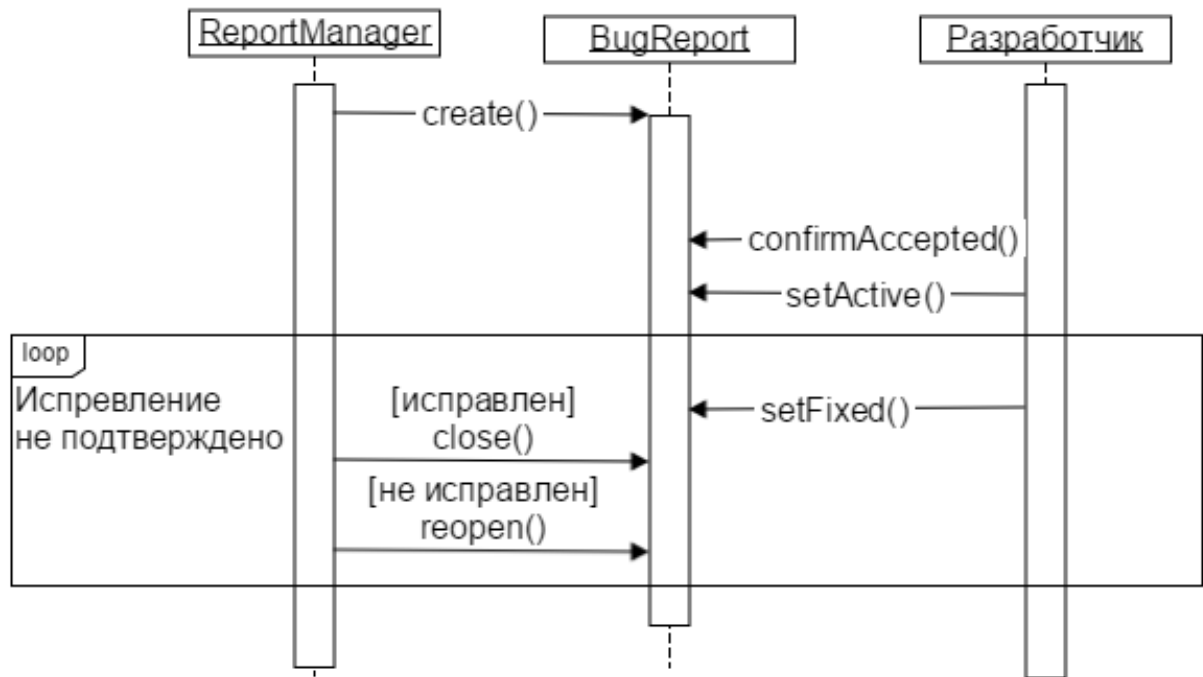 ReportManager
BugReport
Разработчик
create()
confirmAccepted()
setActive()
loop
Испревление
не подтверждено
[исправлен]
close()
setFixed()
[не исправлен]
reopen()